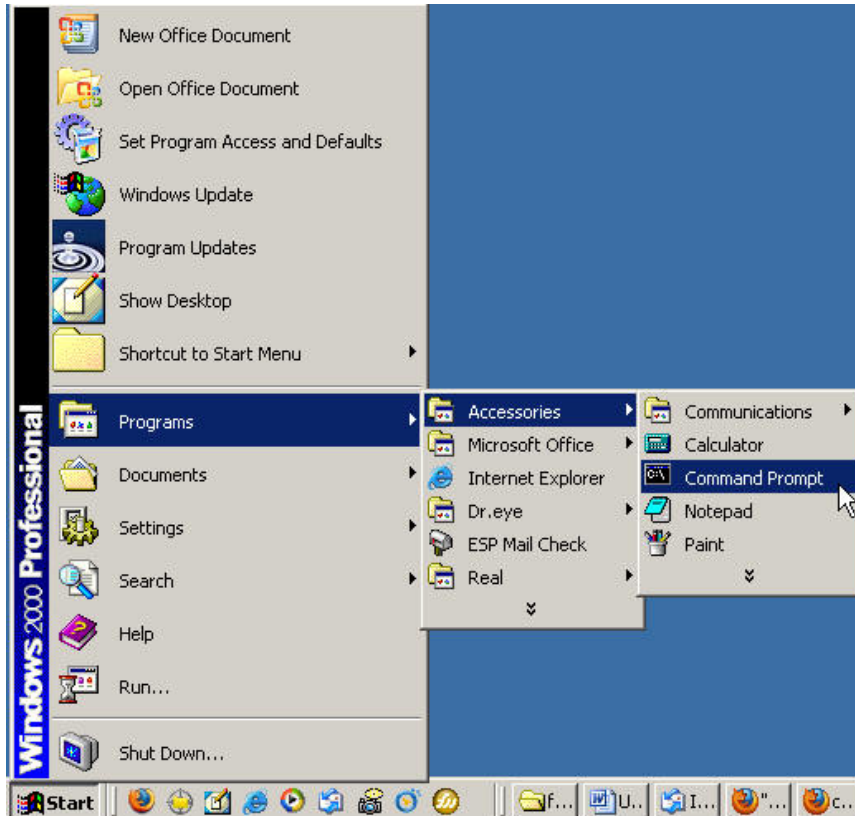 New Office Document
Open Office Document
Set Program Access and Defaults
Windows Update
Program Updates
Show Desktop
Shortcut to Start Menu
Programs
Documents
Settings
Search
Help
Run...
Shut Down...
Windows 2000 Professional
Accessories
Microsoft Office
Internet Explorer
Dr.eye
ESP Mail Check
Real
Communications
Calculator
Command Prompt
Notepad
Paint
Start
f...
U..
I...
"...
c..